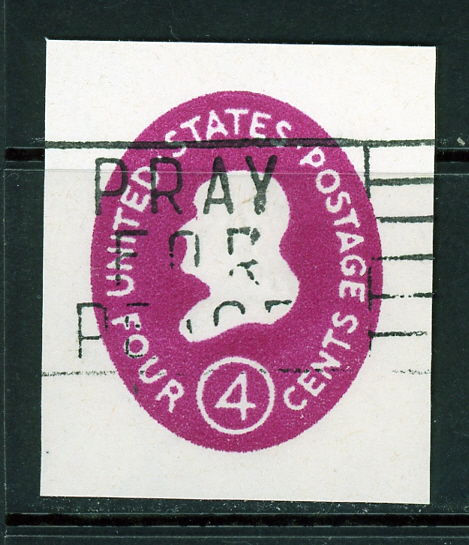 UNITED STATES POSTAGE
FOUR CENTS
4
PRAY
FOR